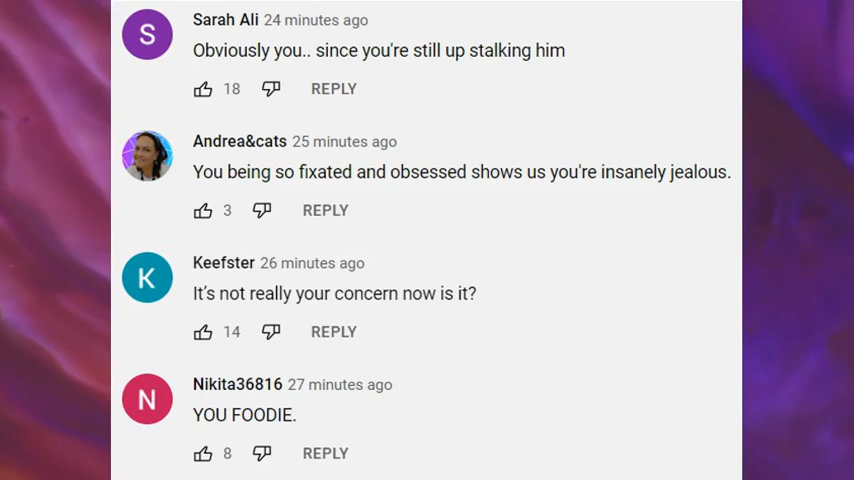 S
Sarah Ali 24 minutes ago
Obviously you.. since you're still up stalking him
18 REPLY
Andrea&cats 25 minutes ago
You being so fixated and obsessed shows us you're insanely jealous.
3 REPLY
K
Keefster 26 minutes ago
It’s not really your concern now is it?
14 REPLY
N
Nikita36816 27 minutes ago
YOU FOODIE.
8 REPLY